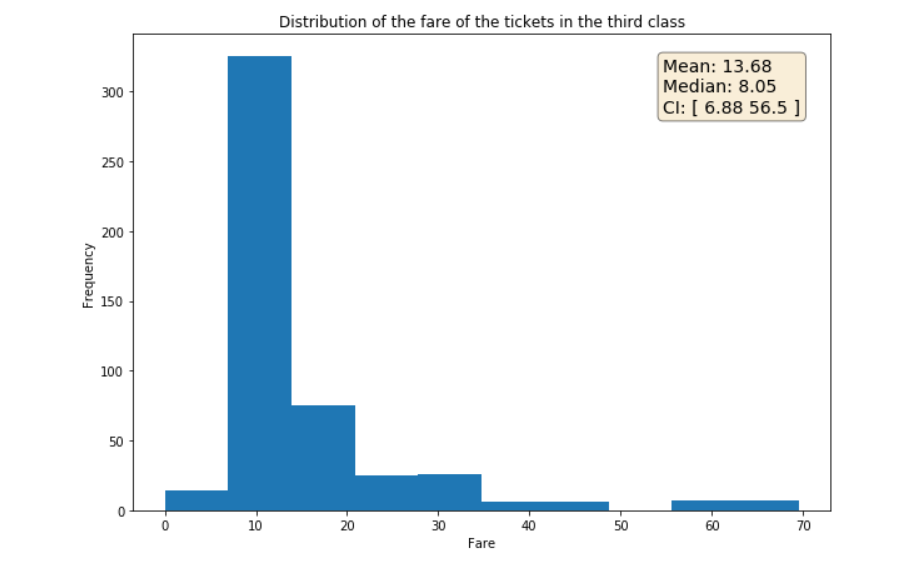 Distribution of the fare of the tickets in the third class
Mean: 13.68
Median: 8.05
CI: [ 6.88 56.5 ]
300
250
200
150
100
50
0
Frequency
0 10 20 30 40 50 60 70
Fare